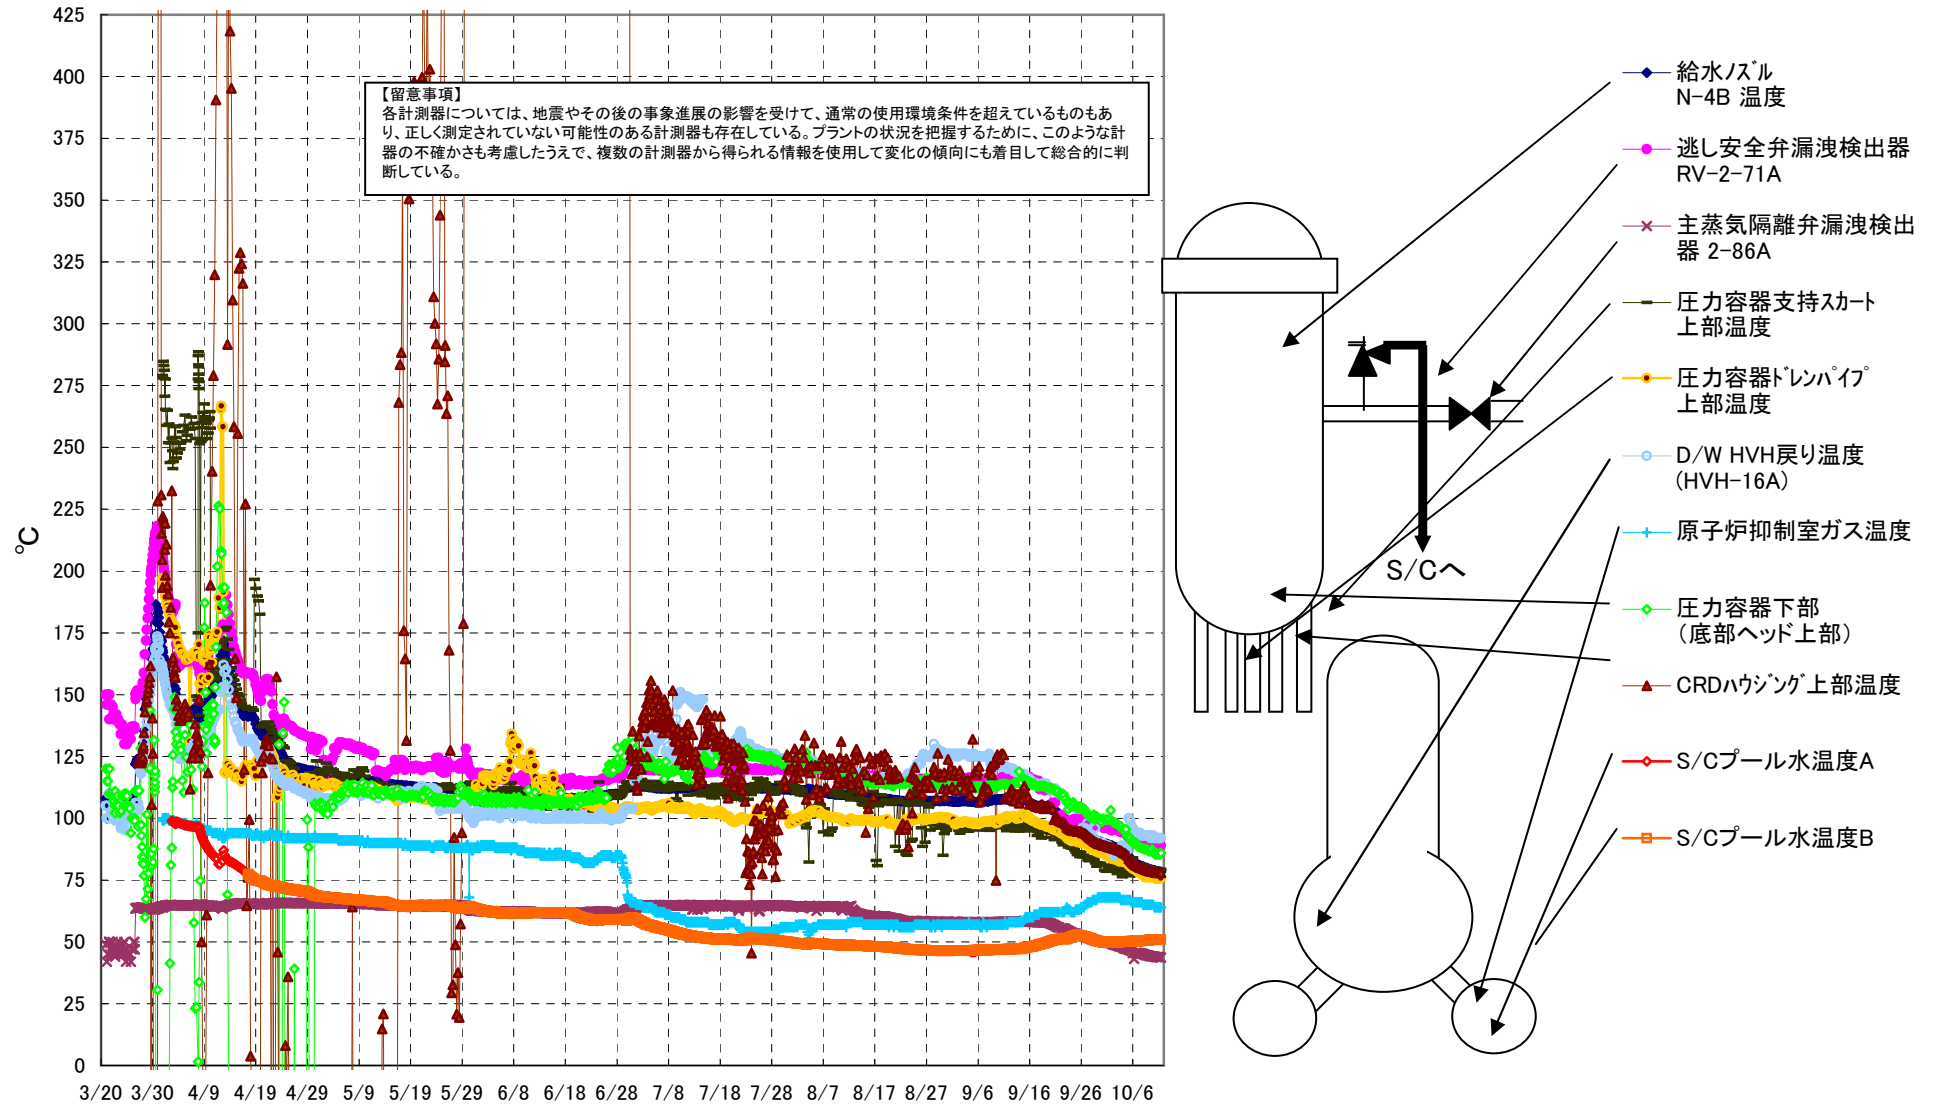 425
400
375
350
325
300
275
250
225
200
175
150
125
100
75
50
25
0
℃
3/20 3/30 4/9 4/19 4/29 5/9 5/19 5/29 6/8 6/18 6/28 7/8 7/18 7/28 8/7 8/17 8/27 9/6 9/16 9/26 10/6
【留意事項】
各計測器については、地震やその後の事象進展の影響を受けて、通常の使用環境条件を超えているものもあ
り、正しく測定されていない可能性のある計測器も存在している。プラントの状況を把握するために、このような計
器の不確かさも考慮したうえで、複数の計測器から得られる情報を使用して変化の傾向にも着目して総合的に判
断している。
S/Cへ
給水ﾉｽﾞﾙ
N-4B 温度
逃し安全弁漏洩検出器
RV-2-71A
主蒸気隔離弁漏洩検出
器 2-86A
圧力容器支持ｽｶｰﾄ
上部温度
圧力容器ﾄﾞﾚﾝﾊﾟｲﾌﾟ
上部温度
D/W HVH戻り温度
(HVH-16A)
原子炉抑制室ガス温度
圧力容器下部
（底部ヘッド上部）
CRDﾊｳｼﾞﾝｸﾞ上部温度
S/Cプール水温度A
S/Cプール水温度B